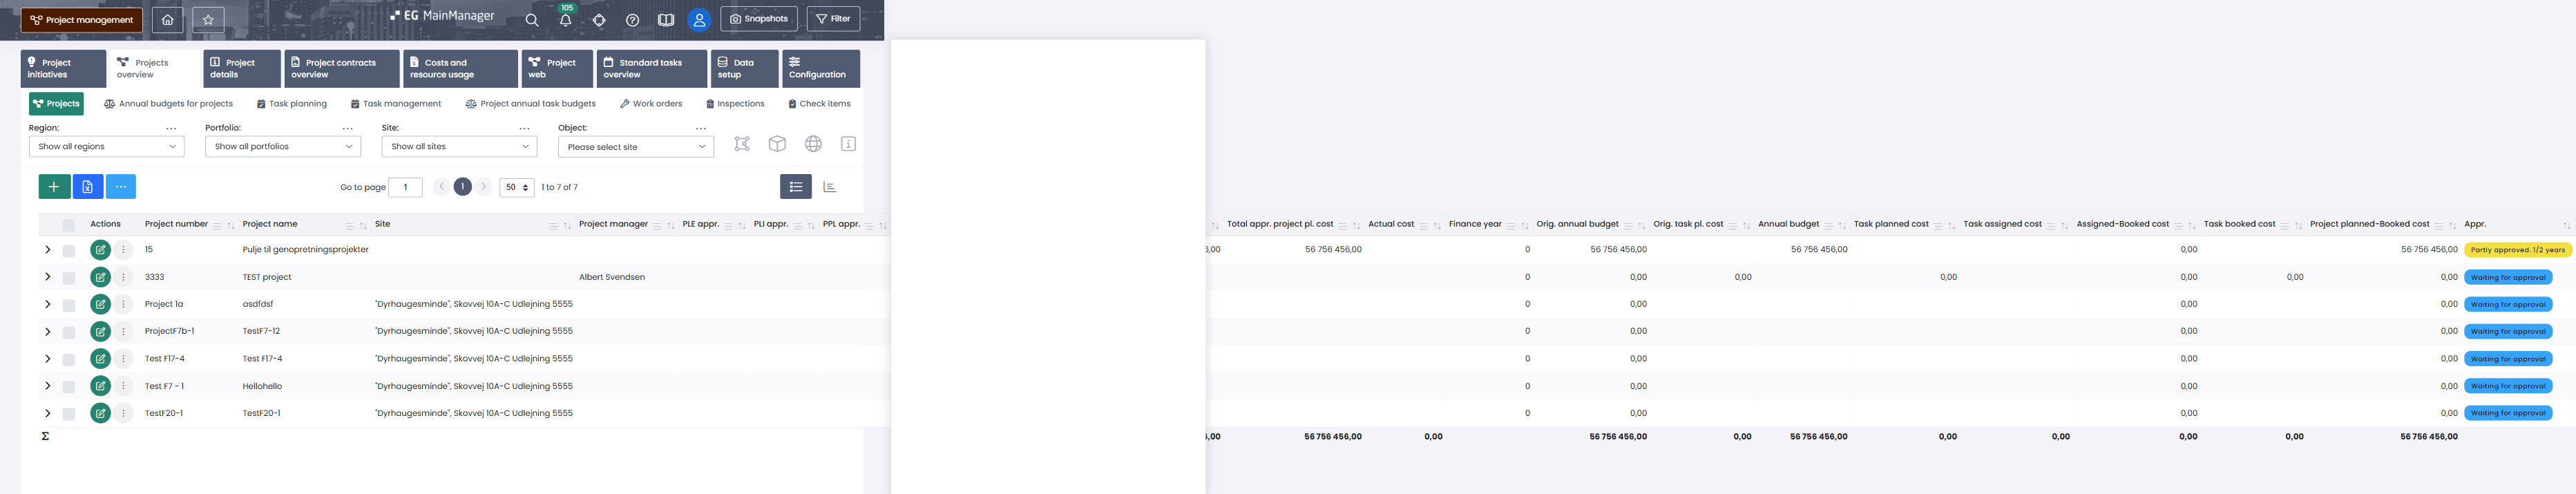 Project management
EG MainManager
105
Snapshots
Filter
Project initiatives
Projects overview
Project details
Project contracts overview
Costs and resource usage
Project web
Standard tasks overview
Data setup
Configuration
Projects
Annual budgets for projects
Task planning
Task management
Project annual task budgets
Work orders
Inspections
Check items
Region:
Portfolio:
Site:
Object:
Show all regions
Show all portfolios
Show all sites
Please select site
Go to page 1 1 50 1 to 7 of 7
Actions Project number Project name Site Project manager PLE appr. PLI appr. PPL appr. Total appr. project pl. cost Actual cost Finance year Orig. annual budget Orig. task pl. cost Annual budget Task planned cost Task assigned cost Assigned-Booked cost Task booked cost Project planned-Booked cost Appr.
15 Pulje til genopretningsprojekter 56 756 456,00 0 56 756 456,00 56 756 456,00 0,00 56 756 456,00 Partly approved. 1/2 years
3333 TEST project Albert Svendsen 0 0,00 0,00 0,00 0,00 0,00 0,00 Waiting for approval
Project 1a asdfdsf "Dyrhaugesminde", Skovvej 10A-C Udlejning 5555 0 0,00 0,00 0,00 Waiting for approval
ProjectF7b-1 TestF7-12 "Dyrhaugesminde", Skovvej 10A-C Udlejning 5555 0 0,00 0,00 0,00 Waiting for approval
Test F17-4 Test F17-4 "Dyrhaugesminde", Skovvej 10A-C Udlejning 5555 0 0,00 0,00 0,00 Waiting for approval
Test F7 - 1 Hellohello "Dyrhaugesminde", Skovvej 10A-C Udlejning 5555 0 0,00 0,00 0,00 Waiting for approval
TestF20-1 TestF20-1 "Dyrhaugesminde", Skovvej 10A-C Udlejning 5555 0 0,00 0,00 0,00 Waiting for approval
Σ 56 756 456,00 0,00 56 756 456,00 0,00 56 756 456,00 0,00 0,00 0,00 0,00 56 756 456,00